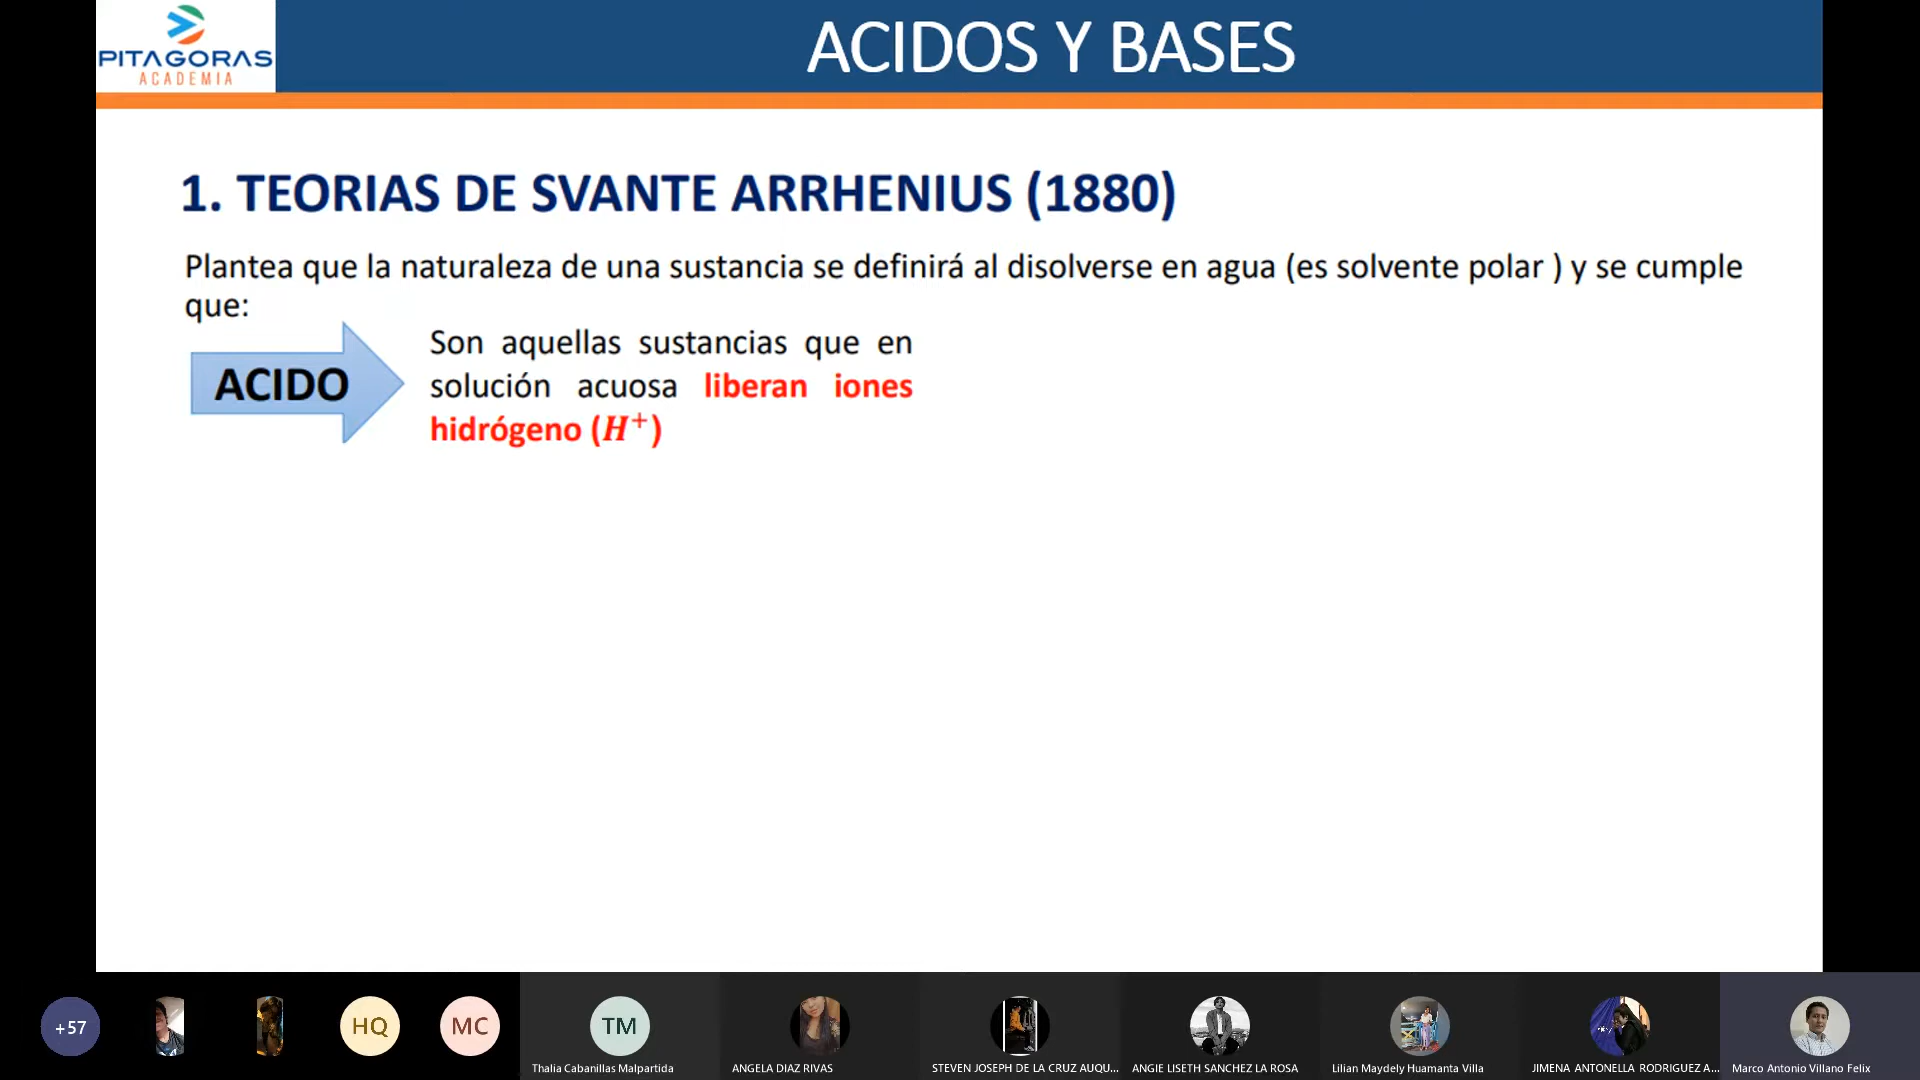 PITAGORAS
ACADEMIA
ACIDOS Y BASES
1. TEORIAS DE SVANTE ARRHENIUS (1880)
Plantea que la naturaleza de una sustancia se definirá al disolverse en agua (es solvente polar ) y se cumple
que:
ACIDO
Son aquellas sustancias que en
solución acuosa liberan iones
hidrógeno (H⁺)
+57
HQ
MC
TM
Thalia Cabanillas Malpartida
ANGELA DIAZ RIVAS
STEVEN JOSEPH DE LA CRUZ AUQU...
ANGIE LISETH SANCHEZ LA ROSA
Lilian Maydely Huamanta Villa
JIMENA ANTONELLA RODRIGUEZ A...
Marco Antonio Villano Felix